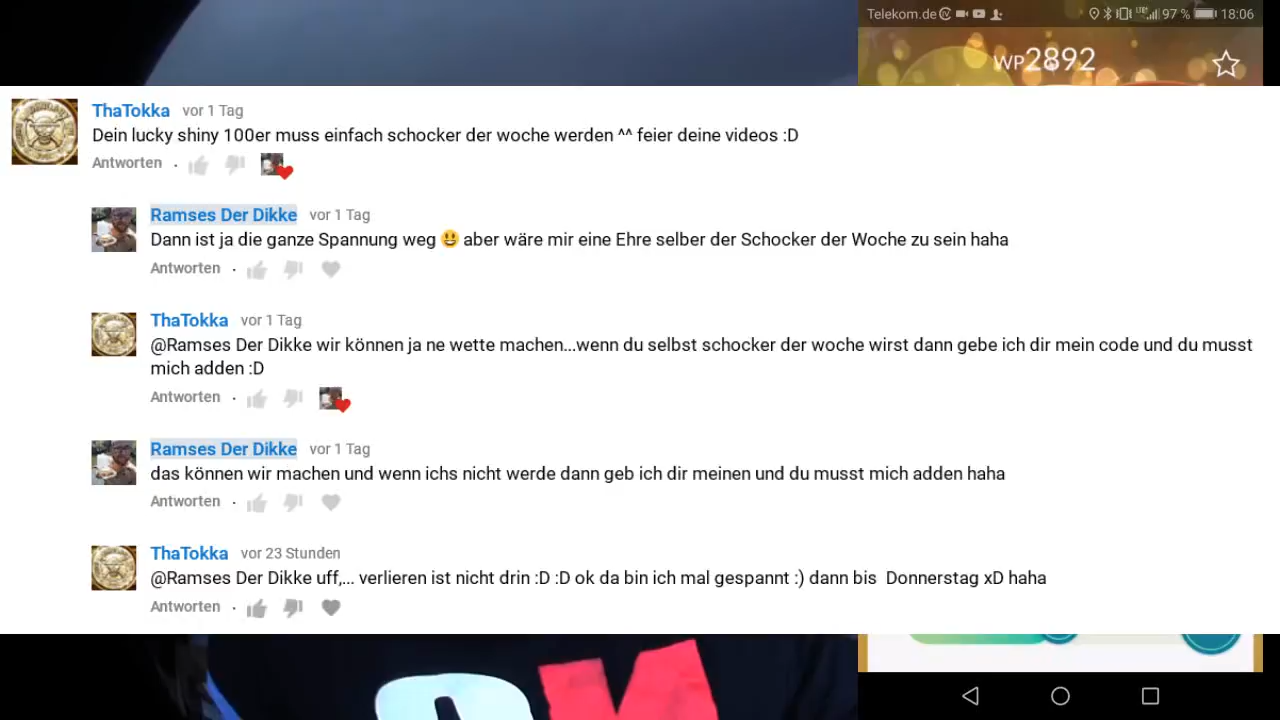 Telekom.de 97 % 18:06
WP2892
ThaTokka vor 1 Tag
Dein lucky shiny 100er muss einfach schocker der woche werden ^^ feier deine videos :D
Antworten
Ramses Der Dikke vor 1 Tag
Dann ist ja die ganze Spannung weg 😃 aber wäre mir eine Ehre selber der Schocker der Woche zu sein haha
Antworten
ThaTokka vor 1 Tag
@Ramses Der Dikke wir können ja ne wette machen...wenn du selbst schocker der woche wirst dann gebe ich dir mein code und du musst
mich adden :D
Antworten
Ramses Der Dikke vor 1 Tag
das können wir machen und wenn ichs nicht werde dann geb ich dir meinen und du musst mich adden haha
Antworten
ThaTokka vor 23 Stunden
@Ramses Der Dikke uff,... verlieren ist nicht drin :D :D ok da bin ich mal gespannt :) dann bis Donnerstag xD haha
Antworten